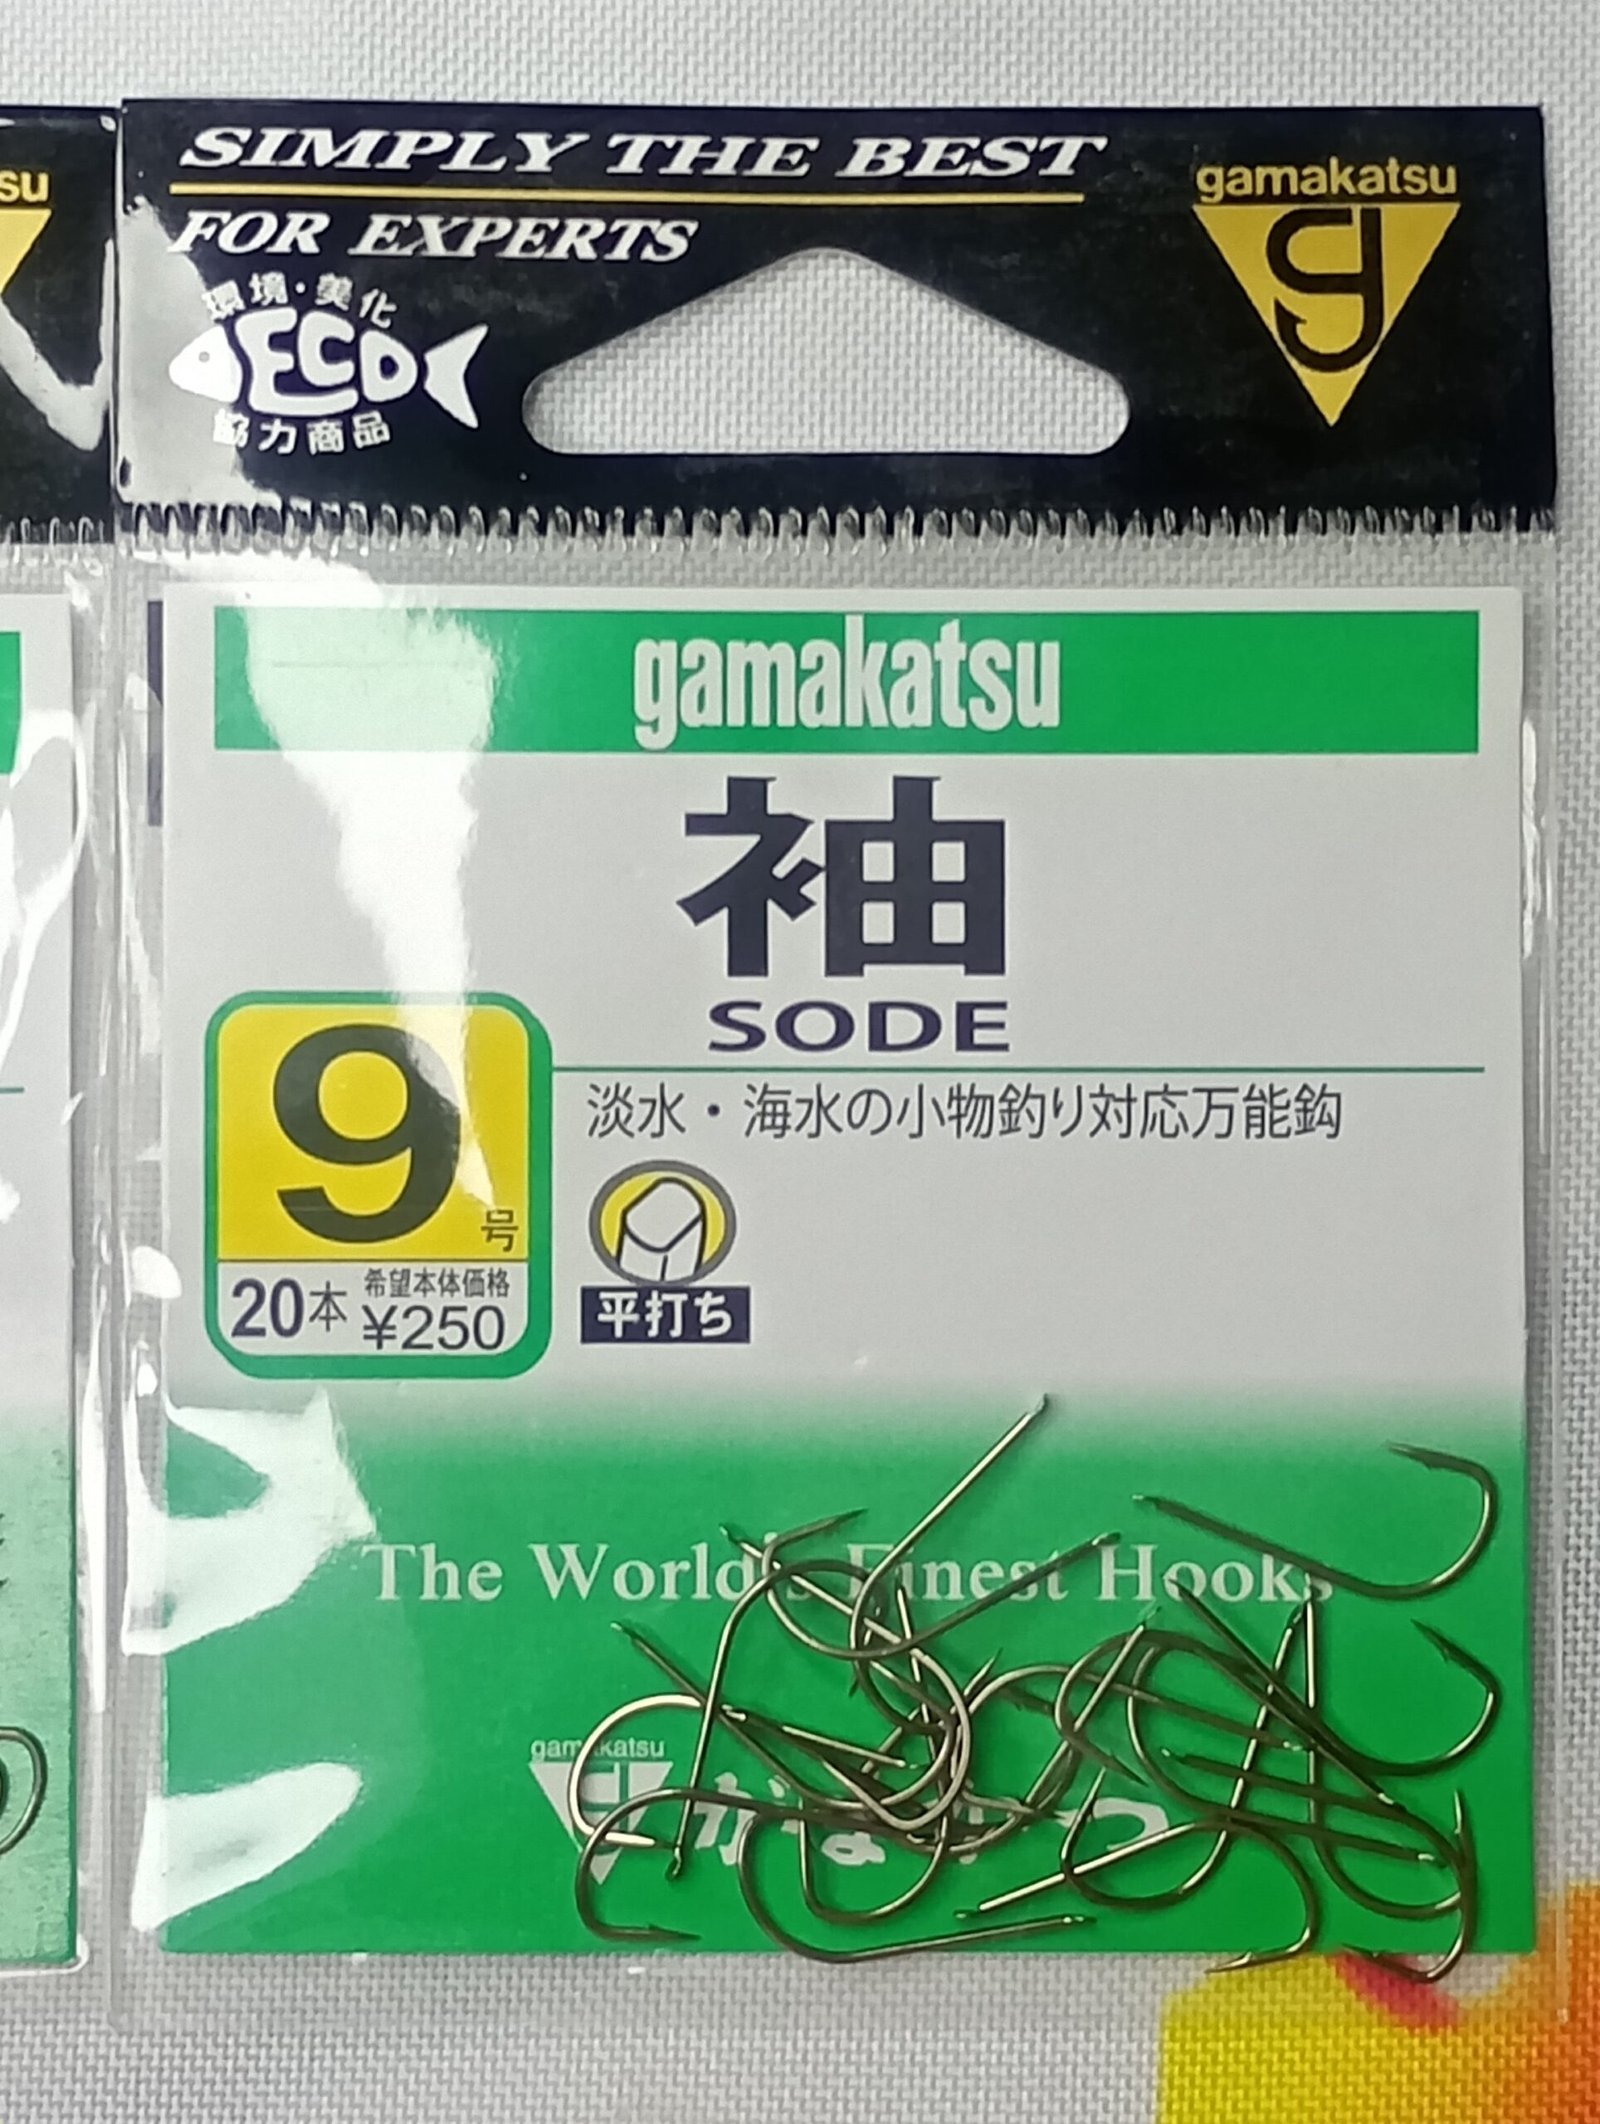 SIMPLY THE BEST
FOR EXPERTS
gamakatsu
環境・美化
ECO
協力商品
su
gamakatsu
袖
SODE
9号
淡水・海水の小物釣り対応万能鈎
20本 希望本体価格
¥250
平打ち
The World's Finest Hooks
gamakatsu